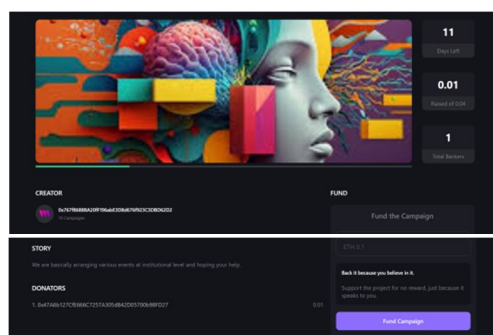 11
Days Left
0.01
Raised of 0.04
1
Total Backers
CREATOR
10 Campaigns
FUND
Fund the Campaign
STORY
We are basically arranging various events at institutional level and hoping your help.
DONATORS
1.
0.01
ETH 0.1
Back it because you believe in it.
Support the project for no reward, just because it
speaks to you.
Fund Campaign